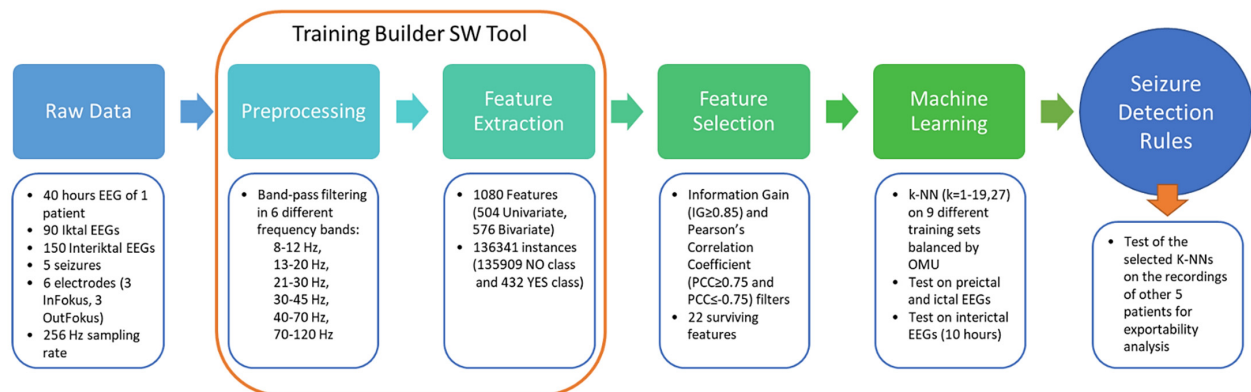 Training Builder SW Tool
Raw Data
Preprocessing
Feature
Extraction
Feature
Selection
Machine
Learning
Seizure
Detection
Rules
• 40 hours EEG of 1
patient
• 90 Iktal EEGs
• 150 Interiktal EEGs
• 5 seizures
• 6 electrodes (3
InFokus, 3
OutFokus)
• 256 Hz sampling
rate
• Band-pass filtering
in 6 different
frequency bands:
8-12 Hz,
13-20 Hz,
21-30 Hz,
30-45 Hz,
40-70 Hz,
70-120 Hz
• 1080 Features
(504 Univariate,
576 Bivariate)
• 136341 instances
(135909 NO class
and 432 YES class)
• Information Gain
(IG≥0.85) and
Pearson's
Correlation
Coefficient
(PCC≥0.75 and
PCC≤-0.75) filters
• 22 surviving
features
• k-NN (k=1-19,27)
on 9 different
training sets
balanced by
OMU
• Test on preictal
and ictal EEGs
• Test on interictal
EEGs (10 hours)
• Test of the
selected K-NNs
on the recordings
of other 5
patients for
exportability
analysis